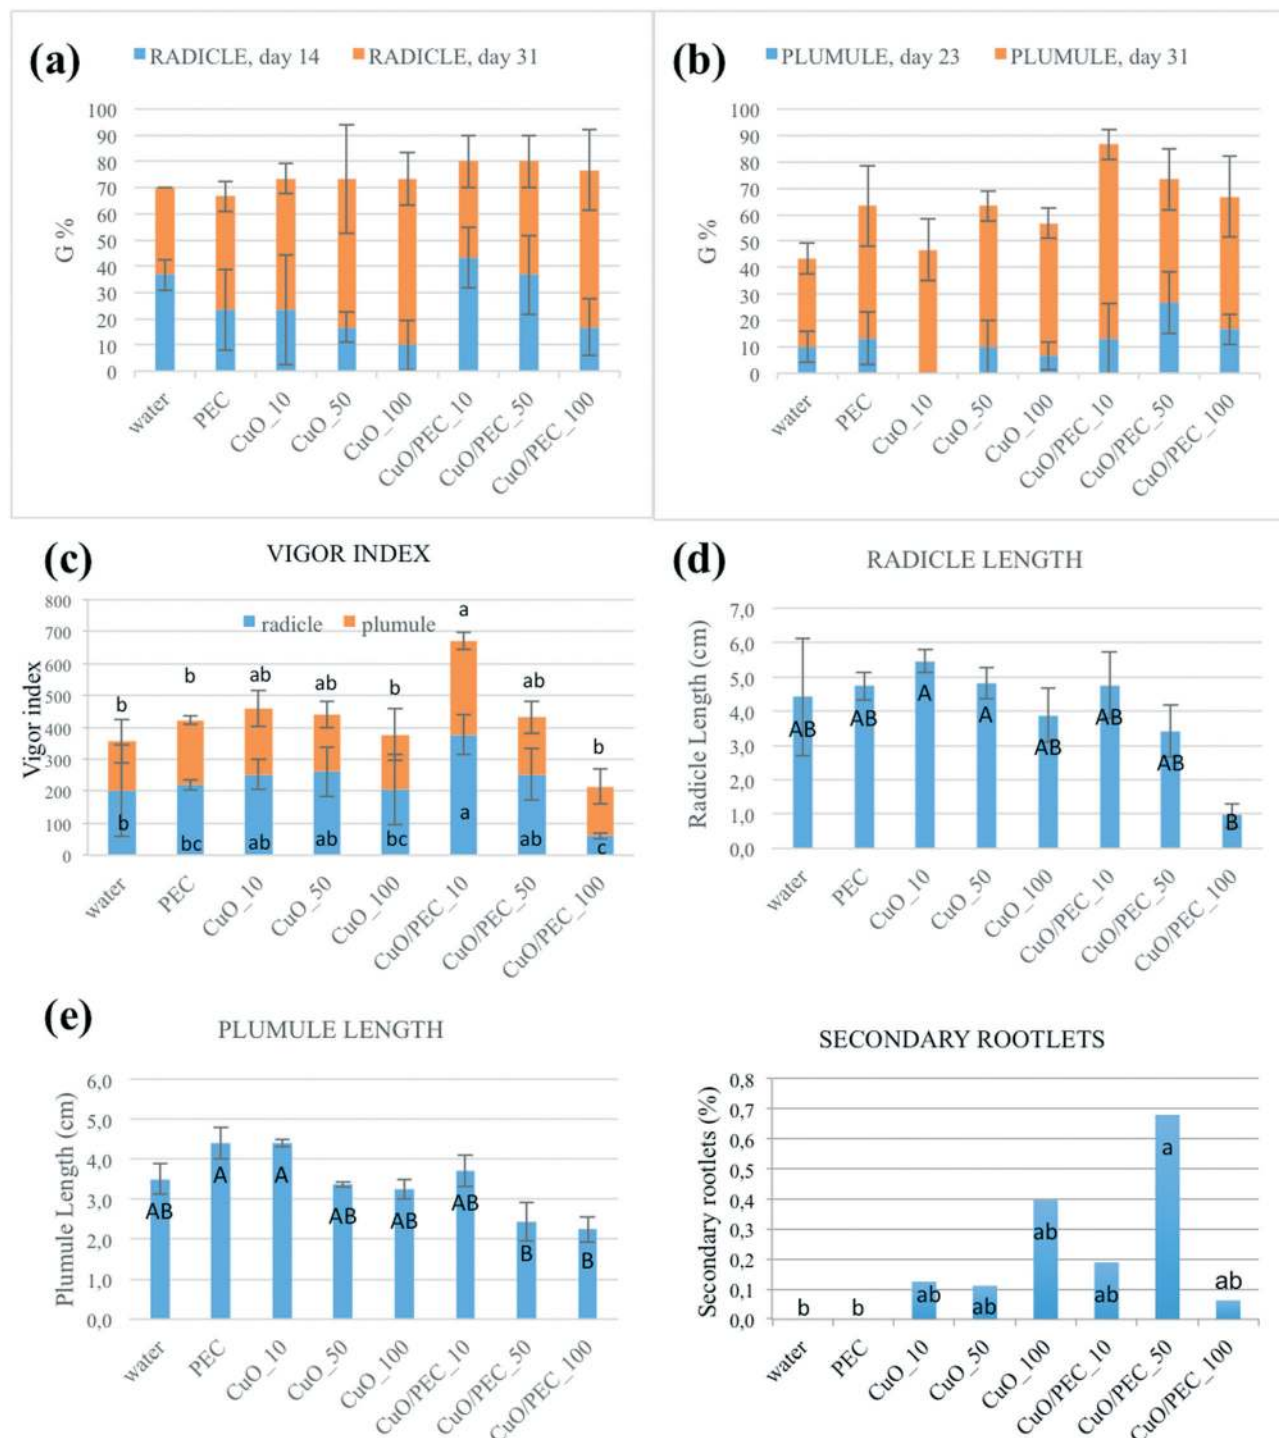 (a)
RADICLE, day 14 RADICLE, day 31
G %
100
90
80
70
60
50
40
30
20
10
0
water PEC CuO_10 CuO_50 CuO_100 CuO/PEC_10 CuO/PEC_50 CuO/PEC_100
(b)
PLUMULE, day 23 PLUMULE, day 31
G %
100
90
80
70
60
50
40
30
20
10
0
water PEC CuO_10 CuO_50 CuO_100 CuO/PEC_10 CuO/PEC_50 CuO/PEC_100
(c)
VIGOR INDEX
radicle plumule
Vigor index
800
700
600
500
400
300
200
100
0
b b ab ab b a ab b
b bc ab ab bc a ab c
water PEC CuO_10 CuO_50 CuO_100 CuO/PEC_10 CuO/PEC_50 CuO/PEC_100
(d)
RADICLE LENGTH
Radicle Length (cm)
7,0
6,0
5,0
4,0
3,0
2,0
1,0
0,0
AB AB A A AB AB AB B
water PEC CuO_10 CuO_50 CuO_100 CuO/PEC_10 CuO/PEC_50 CuO/PEC_100
(e)
PLUMULE LENGTH
Plumule Length (cm)
6,0
5,0
4,0
3,0
2,0
1,0
0,0
AB A A AB AB AB B B
water PEC CuO_10 CuO_50 CuO_100 CuO/PEC_10 CuO/PEC_50 CuO/PEC_100
SECONDARY ROOTLETS
Secondary rootlets (%)
0,8
0,7
0,6
0,5
0,4
0,3
0,2
0,1
0,0
b b ab ab ab ab a ab
water PEC CuO_10 CuO_50 CuO_100 CuO/PEC_10 CuO/PEC_50 CuO/PEC_100